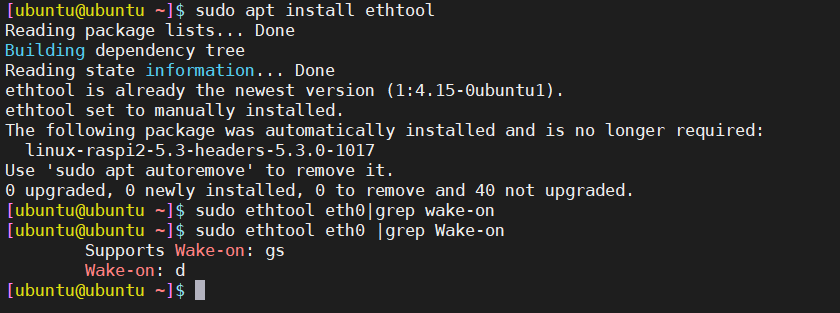 [ubuntu@ubuntu ~]$ sudo apt install ethtool
Reading package lists... Done
Building dependency tree
Reading state information... Done
ethtool is already the newest version (1:4.15-0ubuntu1).
ethtool set to manually installed.
The following package was automatically installed and is no longer required:
  linux-raspi2-5.3-headers-5.3.0-1017
Use 'sudo apt autoremove' to remove it.
0 upgraded, 0 newly installed, 0 to remove and 40 not upgraded.
[ubuntu@ubuntu ~]$ sudo ethtool eth0|grep wake-on
[ubuntu@ubuntu ~]$ sudo ethtool eth0 |grep Wake-on
        Supports Wake-on: gs
        Wake-on: d
[ubuntu@ubuntu ~]$